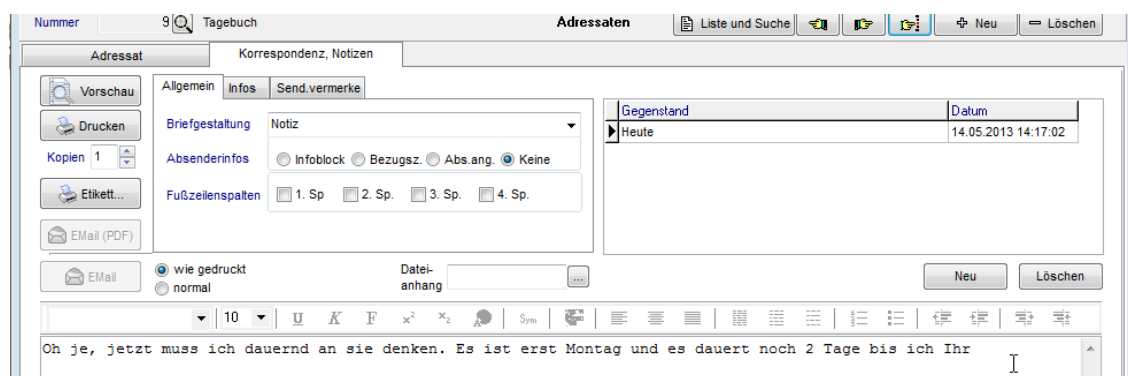 Nummer 9 Tagebuch Adressaten Liste und Suche Neu Löschen
Adressat Korrespondenz, Notizen
Vorschau
Drucken
Kopien 1
Etikett...
EMail (PDF)
EMail
Allgemein Infos Send.vermerke
Briefgestaltung Notiz
Absenderinfos Infoblock Bezugsz. Abs.ang. Keine
Fußzeilenspalten 1. Sp 2. Sp. 3. Sp. 4. Sp.
Gegenstand Datum
Heute 14.05.2013 14:17:02
wie gedruckt
normal
Datei-
anhang ...
Neu Löschen
10 U K F x² x₂ A Sym
Oh je, jetzt muss ich dauernd an sie denken. Es ist erst Montag und es dauert noch 2 Tage bis ich Ihr